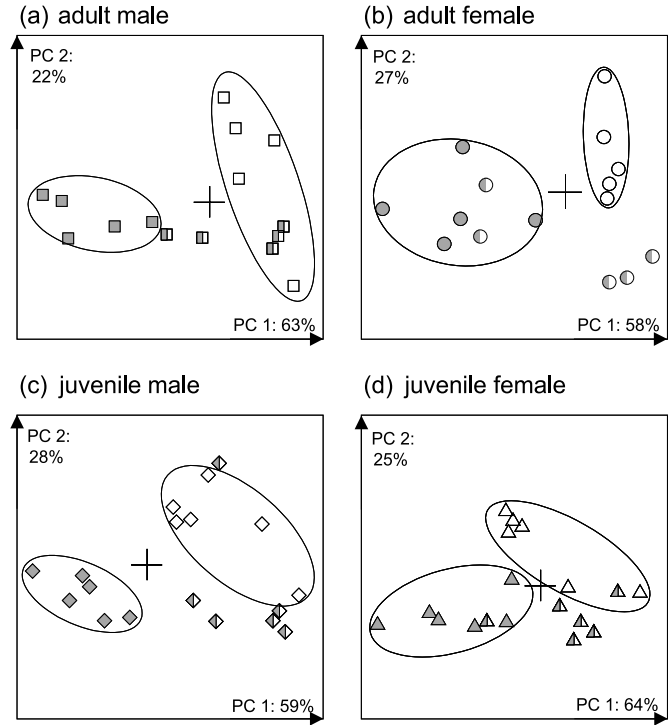 (a) adult male
PC 2:
22%
PC 1: 63%
(b) adult female
PC 2:
27%
PC 1: 58%
(c) juvenile male
PC 2:
28%
PC 1: 59%
(d) juvenile female
PC 2:
25%
PC 1: 64%